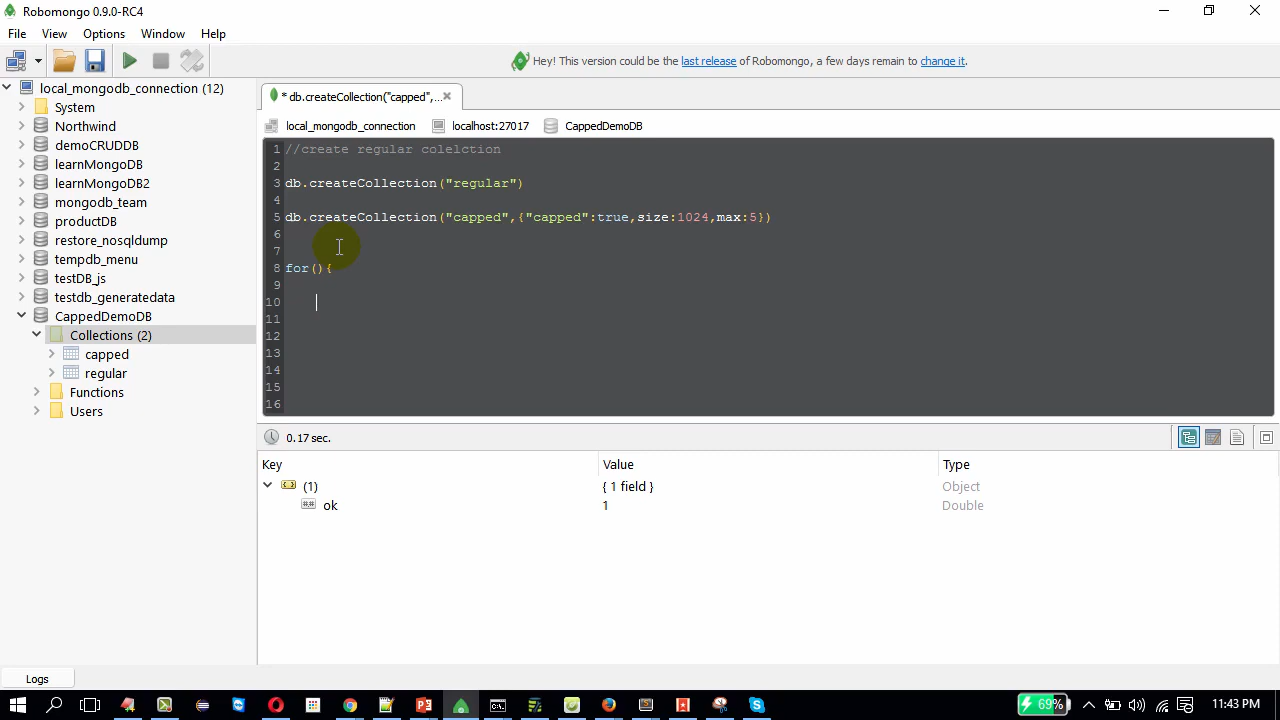 Robomongo 0.9.0-RC4
File View Options Window Help
Hey! This version could be the last release of Robomongo, a few days remain to change it.
local_mongodb_connection (12)
System
Northwind
demoCRUDDB
learnMongoDB
learnMongoDB2
mongodb_team
productDB
restore_nosqldump
tempdb_menu
testDB_js
testdb_generatedata
CappedDemoDB
Collections (2)
capped
regular
Functions
Users
* db.createCollection("capped",...
local_mongodb_connection localhost:27017 CappedDemoDB
1 //create regular colelction
2
3 db.createCollection("regular")
4
5 db.createCollection("capped",{"capped":true,size:1024,max:5})
6
7
8 for(){
9
10
11
12
13
14
15
16
0.17 sec.
Key Value Type
(1) { 1 field } Object
ok 1 Double
Logs
69% 11:43 PM